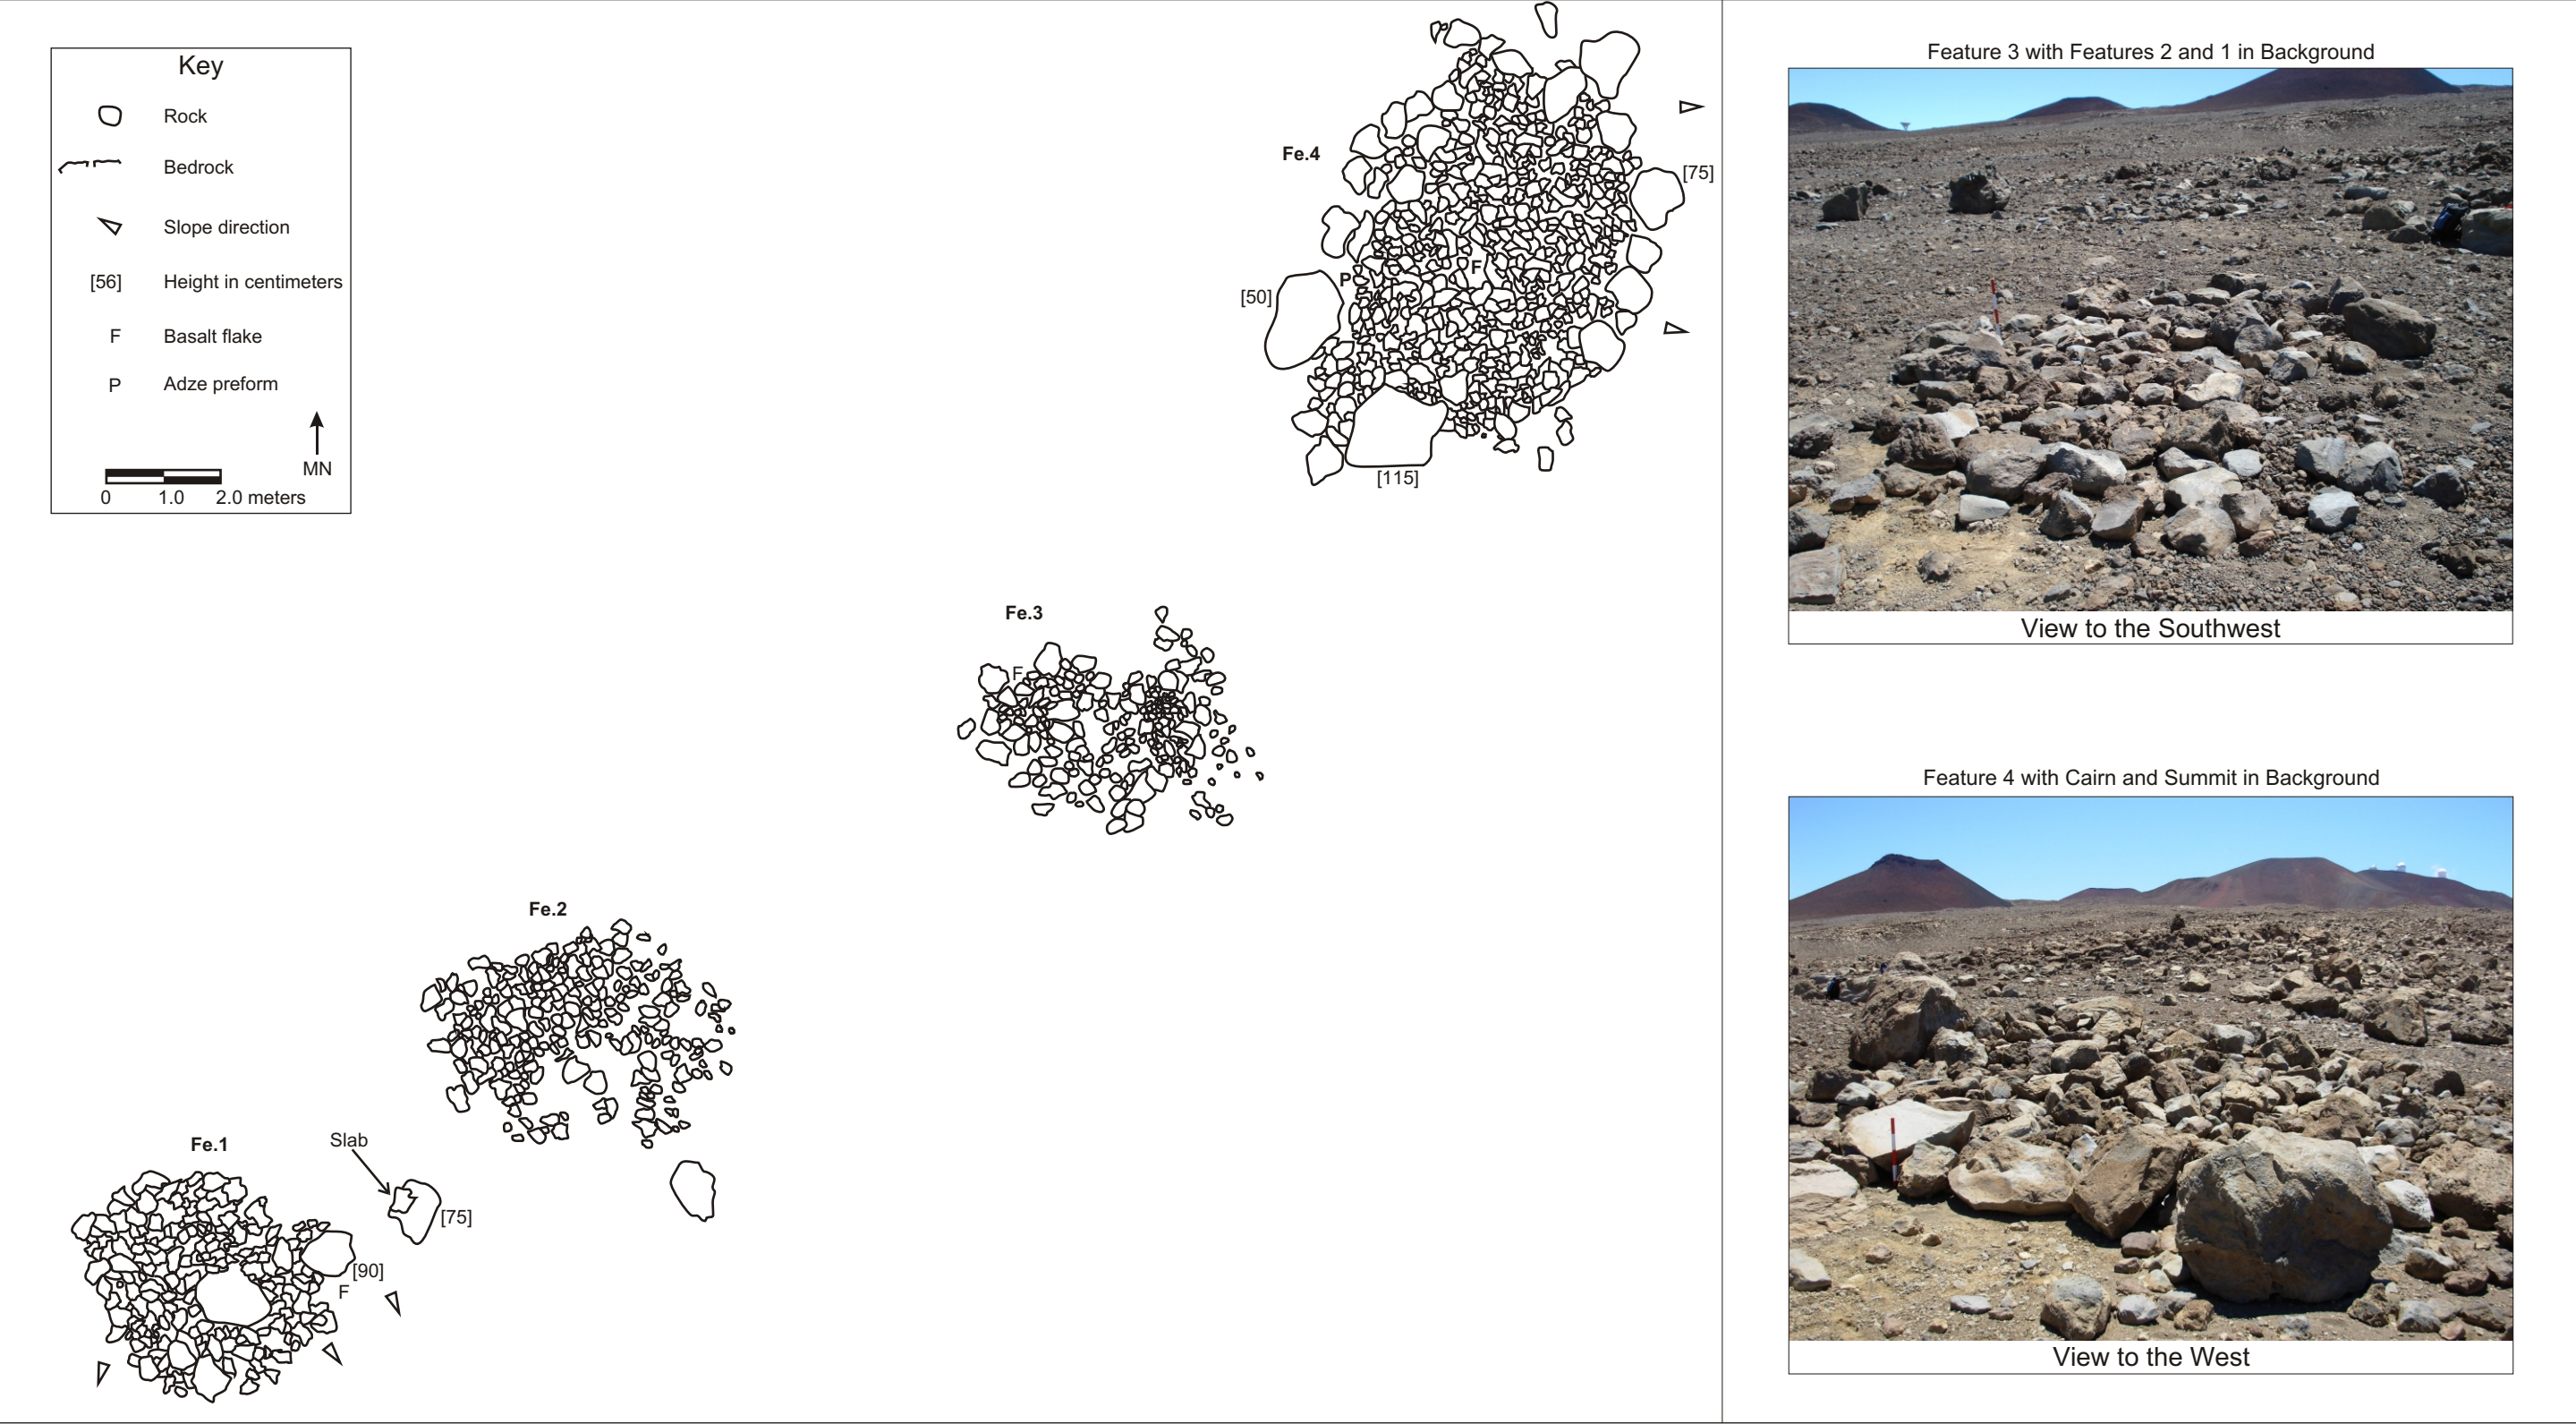 Key
Rock
Bedrock
Slope direction
[56] Height in centimeters
F Basalt flake
P Adze preform
MN
0 1.0 2.0 meters
Fe.4
[75]
F
P
[50]
[115]
Fe.3
F
Fe.2
Fe.1
Slab
[75]
[90]
F
Feature 3 with Features 2 and 1 in Background
View to the Southwest
Feature 4 with Cairn and Summit in Background
View to the West